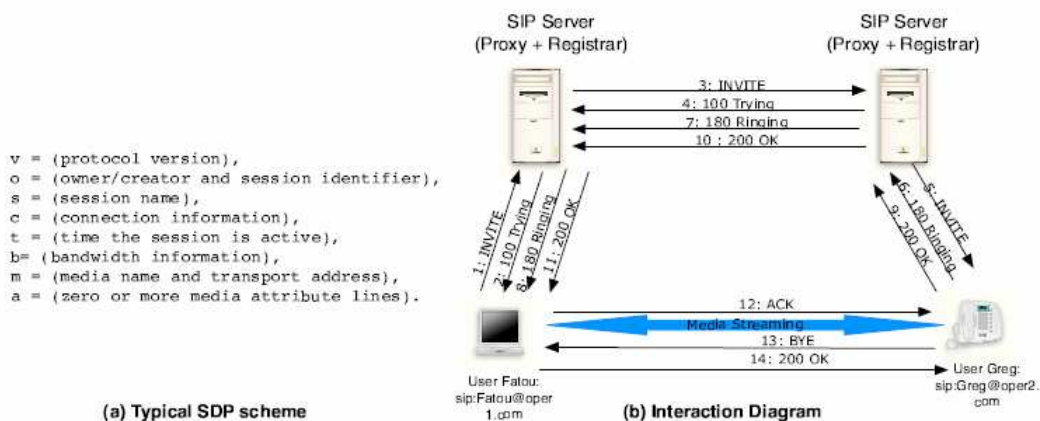 SIP Server
(Proxy + Registrar)
SIP Server
(Proxy + Registrar)
3: INVITE
4: 100 Trying
7: 180 Ringing
10 : 200 OK
v = (protocol version),
o = (owner/creator and session identifier),
s = (session name),
c = (connection information),
t = (time the session is active),
b= (bandwidth information),
m = (media name and transport address),
a = (zero or more media attribute lines).
1: INVITE
2: 100 Trying
8: 180 Ringing
11: 200 OK
9: 200 OK
6: 180 Ringing
5: INVITE
12: ACK
Media Streaming
13: BYE
14: 200 OK
User Fatou:
sip:Fatou@oper
1.com
User Greg:
sip:Greg@oper2.
com
(a) Typical SDP scheme
(b) Interaction Diagram